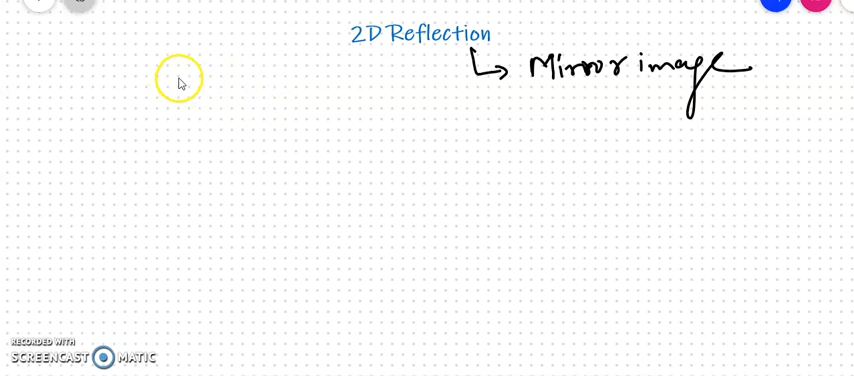 2D Reflection
Mirror image
RECORDED WITH
SCREENCAST MATIC